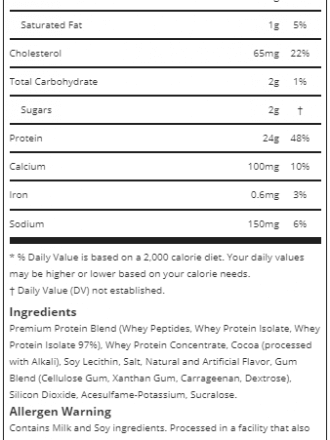 Saturated Fat 1g 5%
Cholesterol 65mg 22%
Total Carbohydrate 2g 1%
Sugars 2g †
Protein 24g 48%
Calcium 100mg 10%
Iron 0.6mg 3%
Sodium 150mg 6%
* % Daily Value is based on a 2,000 calorie diet. Your daily values
may be higher or lower based on your calorie needs.
† Daily Value (DV) not established.
Ingredients
Premium Protein Blend (Whey Peptides, Whey Protein Isolate, Whey
Protein Isolate 97%), Whey Protein Concentrate, Cocoa (processed
with Alkali), Soy Lecithin, Salt, Natural and Artificial Flavor, Gum
Blend (Cellulose Gum, Xanthan Gum, Carrageenan, Dextrose),
Silicon Dioxide, Acesulfame-Potassium, Sucralose.
Allergen Warning
Contains Milk and Soy ingredients. Processed in a facility that also